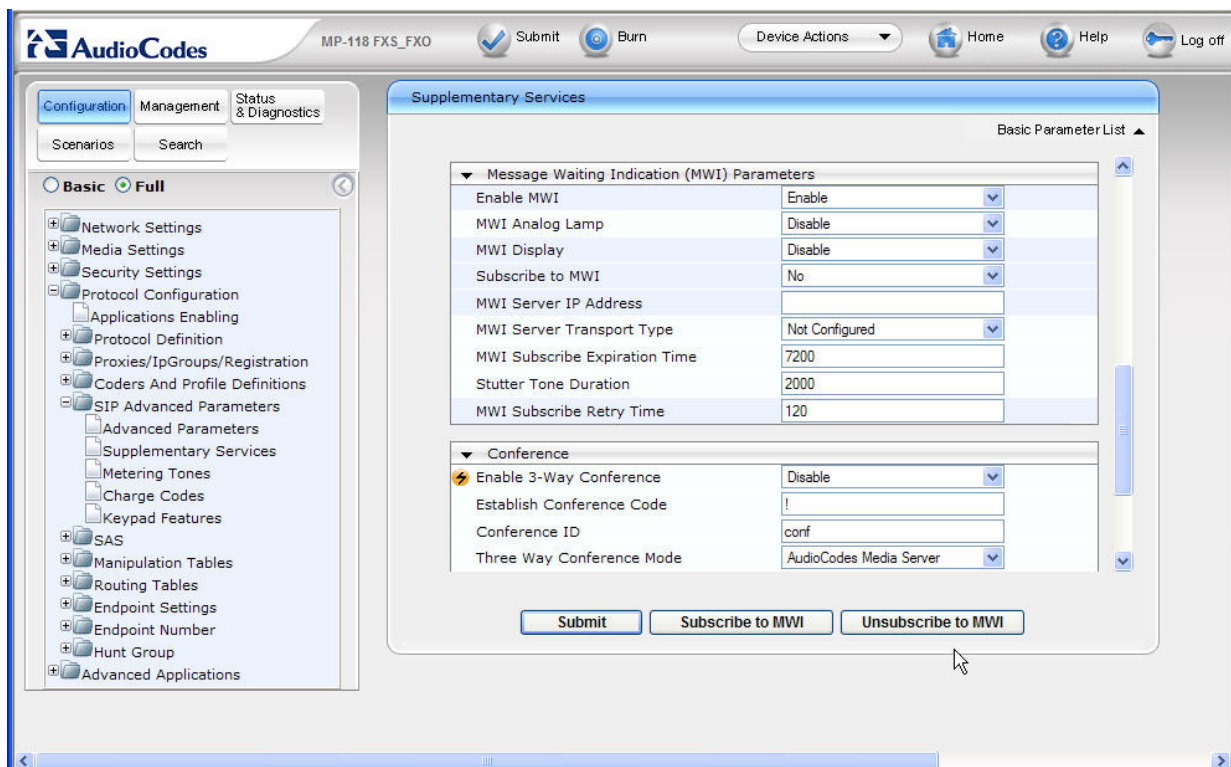 AudioCodes
MP-118 FXS_FXO
Submit
Burn
Device Actions
Home
Help
Log off
Configuration
Management
Status
& Diagnostics
Scenarios
Search
Basic
Full
Network Settings
Media Settings
Security Settings
Protocol Configuration
Applications Enabling
Protocol Definition
Proxies/IpGroups/Registration
Coders And Profile Definitions
SIP Advanced Parameters
Advanced Parameters
Supplementary Services
Metering Tones
Charge Codes
Keypad Features
SAS
Manipulation Tables
Routing Tables
Endpoint Settings
Endpoint Number
Hunt Group
Advanced Applications
Supplementary Services
Basic Parameter List
Message Waiting Indication (MWI) Parameters
Enable MWI Enable
MWI Analog Lamp Disable
MWI Display Disable
Subscribe to MWI No
MWI Server IP Address
MWI Server Transport Type Not Configured
MWI Subscribe Expiration Time 7200
Stutter Tone Duration 2000
MWI Subscribe Retry Time 120
Conference
Enable 3-Way Conference Disable
Establish Conference Code !
Conference ID conf
Three Way Conference Mode AudioCodes Media Server
Submit
Subscribe to MWI
Unsubscribe to MWI